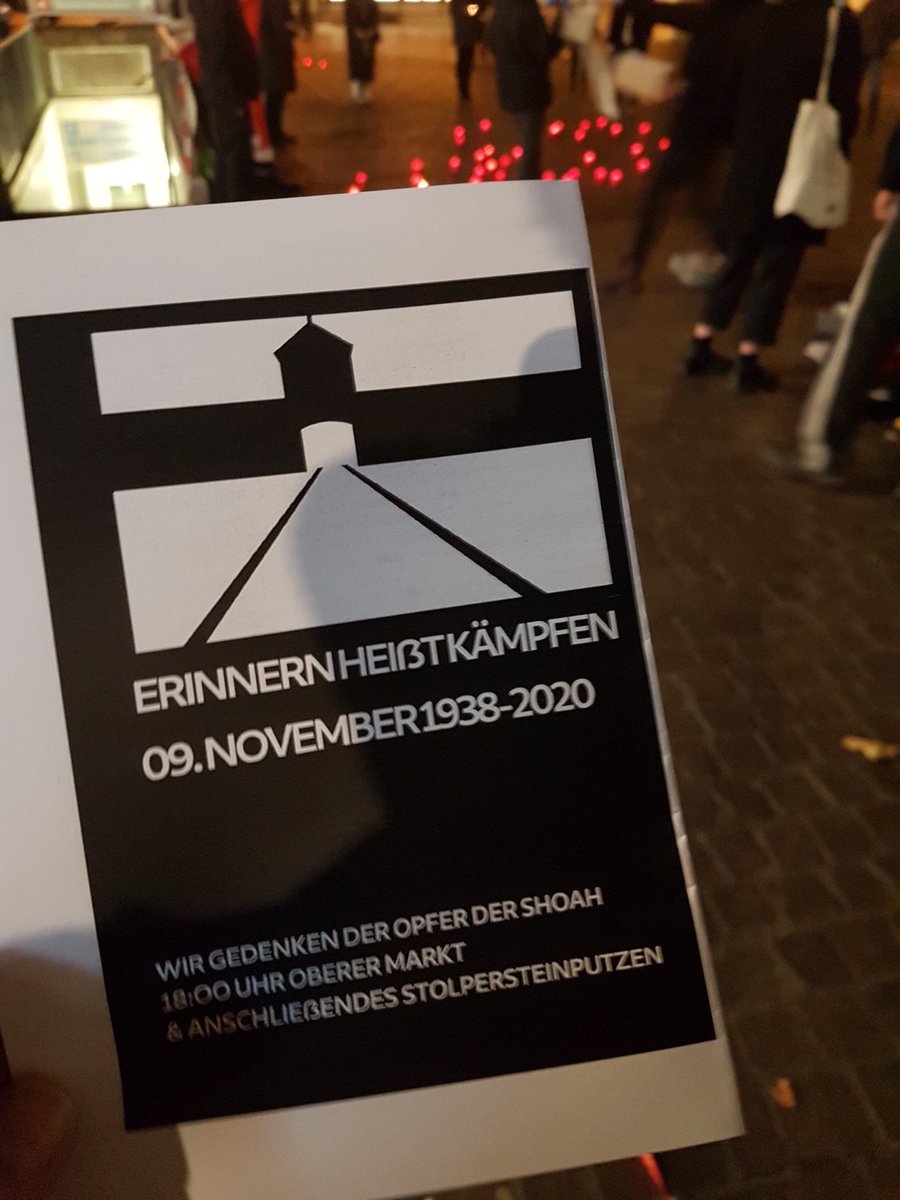 ERINNERN HEIẞT KÄMPFEN
09. NOVEMBER 1938-2020
WIR GEDENKEN DER OPFER DER SHOAH
18:00 UHR OBERER MARKT
& ANSCHLIEẞENDES STOLPERSTEINPUTZEN